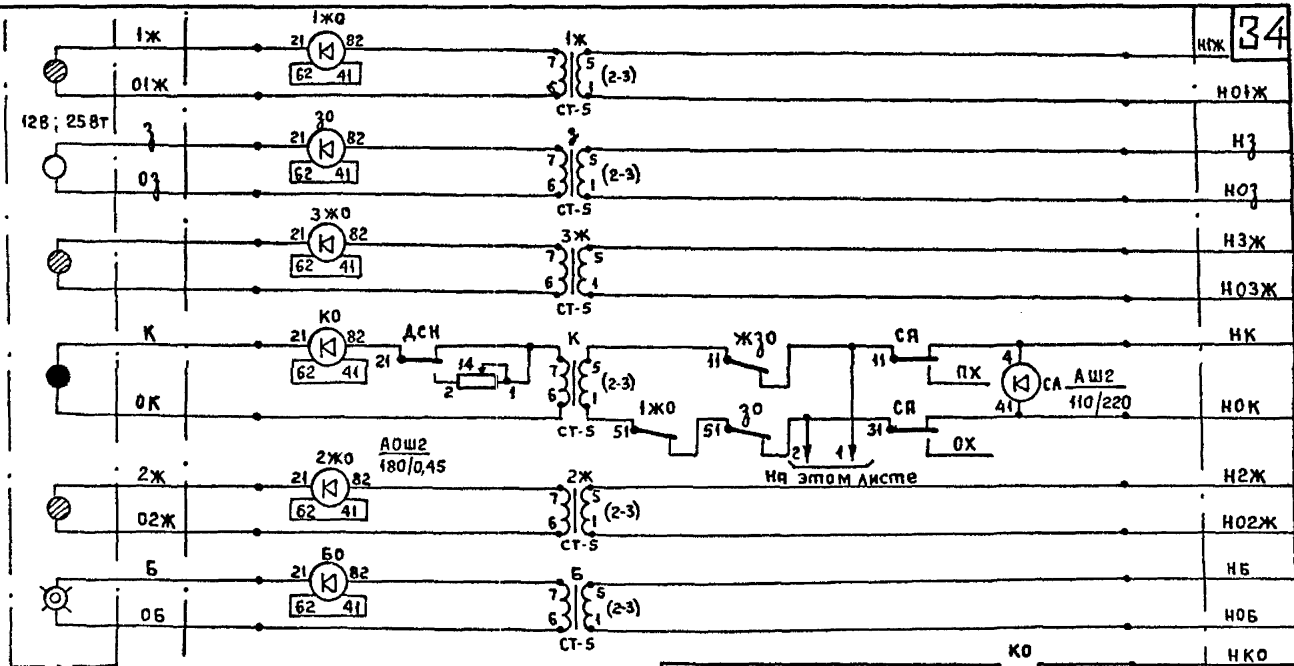 34
1ЖО
1Ж 21 82 1Ж Н1Ж
62 41 7 5 (2-3)
01Ж 6 1 Н01Ж
СТ-5
12В; 25ВТ
ЗО
З 21 82 З НЗ
62 41 7 5 (2-3)
ОЗ 6 1 НОЗ
СТ-5
3ЖО
21 82 3Ж Н3Ж
62 41 7 5
6 1 Н03Ж
СТ-5
КО ДСН К ЖЗО СЯ
К 21 82 21 7 5 (2-3) 11 11 4 НК
62 41 14 ПХ СА АШ2
2 1 6 1 41 110/220
ОК 1ЖО ЗО СЯ НОК
СТ-5 51 51 31
2 1 ОХ
на этом листе
2ЖО АОШ2
180/0,45
2Ж 21 82 2Ж Н2Ж
62 41 7 5 (2-3)
02Ж 6 1 Н02Ж
СТ-5
БО
Б 21 82 Б НБ
62 41 7 5 (2-3)
ОБ 6 1 НОБ
СТ-5
КО НКО